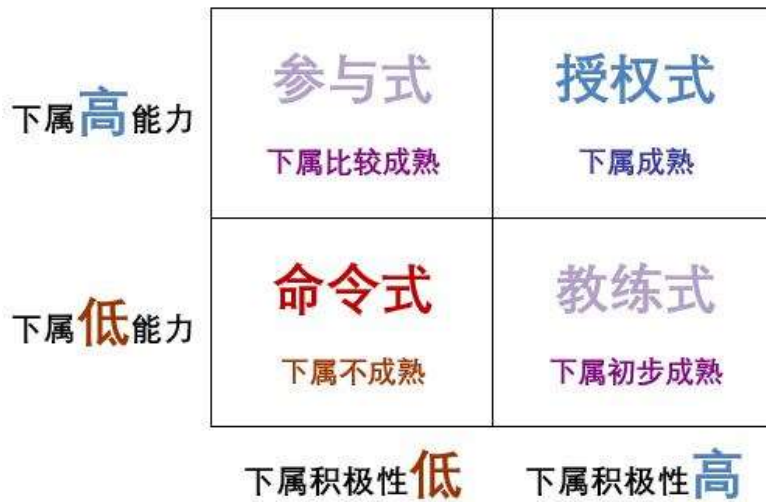 参与式 授权式
下属高能力
下属比较成熟 下属成熟
命令式 教练式
下属低能力
下属不成熟 下属初步成熟
下属积极性低 下属积极性高